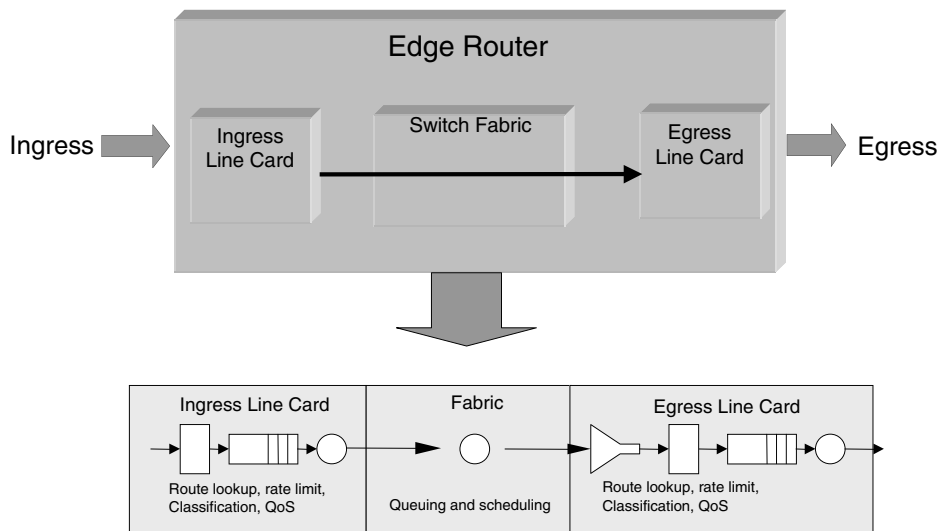 Edge Router
Ingress
Ingress
Line Card
Switch Fabric
Egress
Line Card
Egress
Ingress Line Card
Fabric
Egress Line Card
Route lookup, rate limit,
Classification, QoS
Queuing and scheduling
Route lookup, rate limit,
Classification, QoS